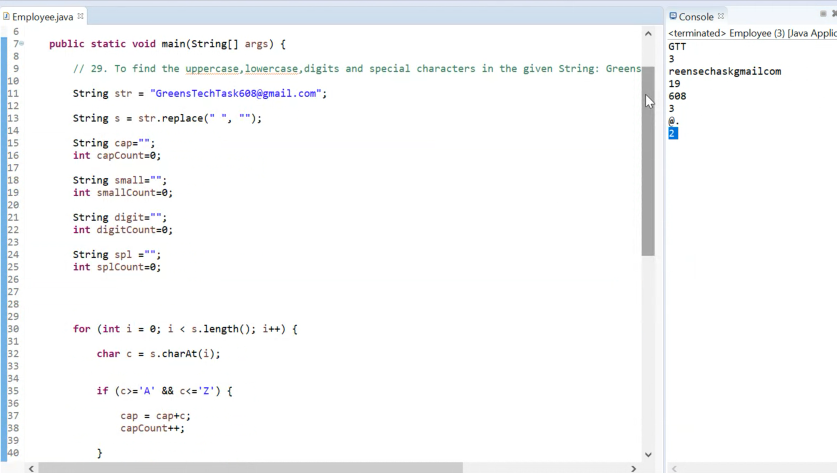 Employee.java
6
7 public static void main(String[] args) {
8
9 // 29. To find the uppercase,lowercase,digits and special characters in the given String: Greens
10
11 String str = "GreensTechTask608@gmail.com";
12
13 String s = str.replace(" ", "");
14
15 String cap="";
16 int capCount=0;
17
18 String small="";
19 int smallCount=0;
20
21 String digit="";
22 int digitCount=0;
23
24 String spl ="";
25 int splCount=0;
26
27
28
29
30 for (int i = 0; i < s.length(); i++) {
31
32 char c = s.charAt(i);
33
34
35 if (c>='A' && c<='Z') {
36
37 cap = cap+c;
38 capCount++;
39
40 }
Console
<terminated> Employee (3) [Java Applic
GTT
3
reensechaskgmailcom
19
608
3
@.
2